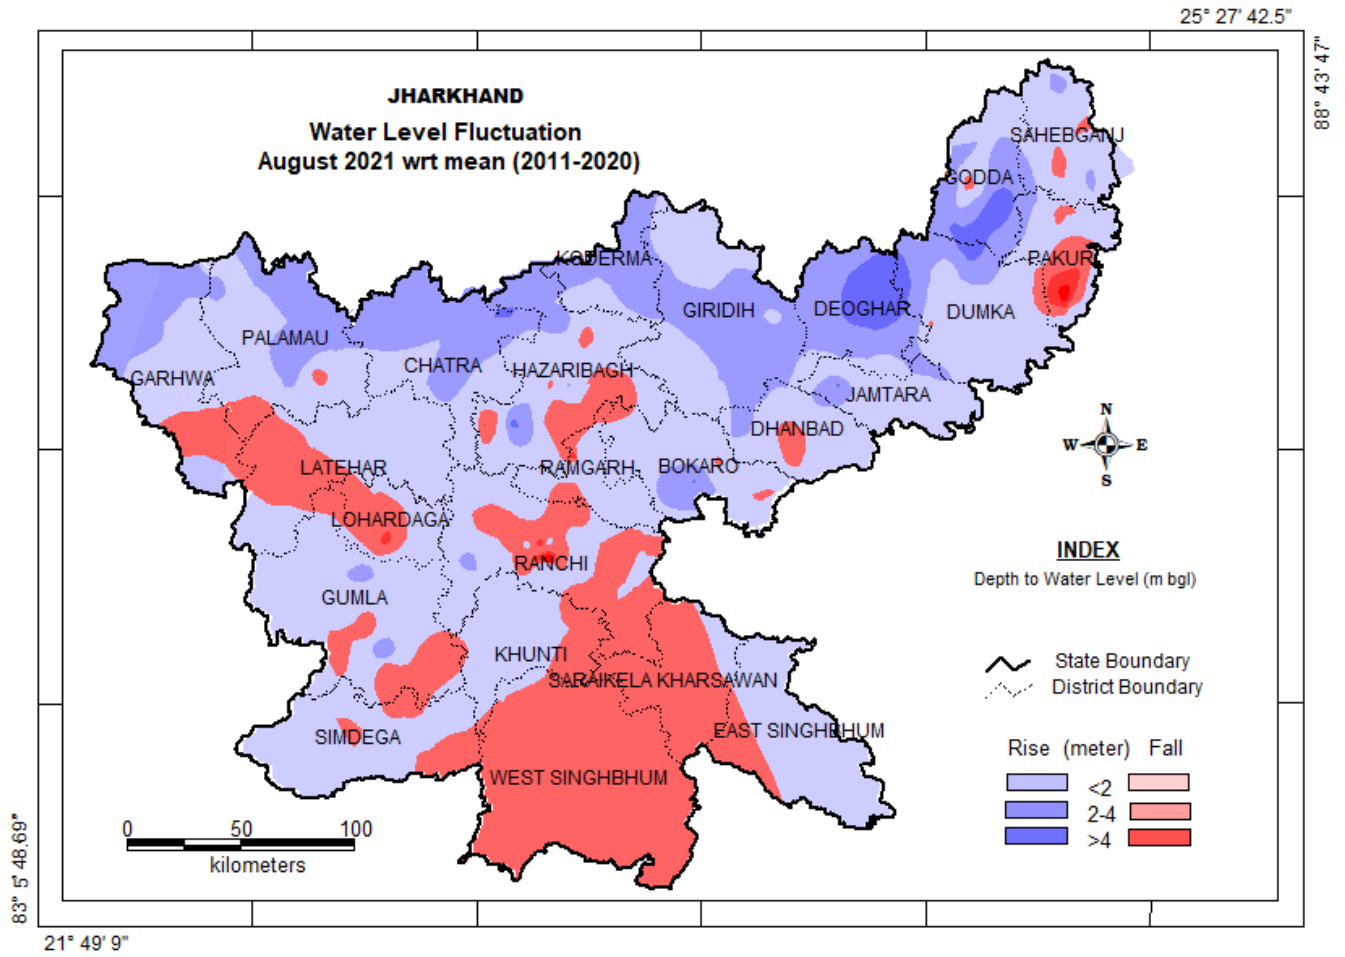 25° 27' 42.5"
88° 43' 47"
JHARKHAND
Water Level Fluctuation
August 2021 wrt mean (2011-2020)
SAHEBGANJ
GODDA
KODERMA
PAKUR
GIRIDIH
DEOGHAR
DUMKA
PALAMAU
CHATRA
HAZARIBAGH
GARHWA
JAMTARA
DHANBAD
N
W E
S
LATEHAR
RAMGARH
BOKARO
LOHARDAGA
RANCHI
INDEX
Depth to Water Level (m bgl)
GUMLA
KHUNTI
State Boundary
SARAIKELA KHARSAWAN
District Boundary
SIMDEGA
EAST SINGHBHUM
WEST SINGHBHUM
Rise (meter) Fall
<2
2-4
>4
0 50 100
kilometers
83° 5' 48.69"
21° 49' 9"